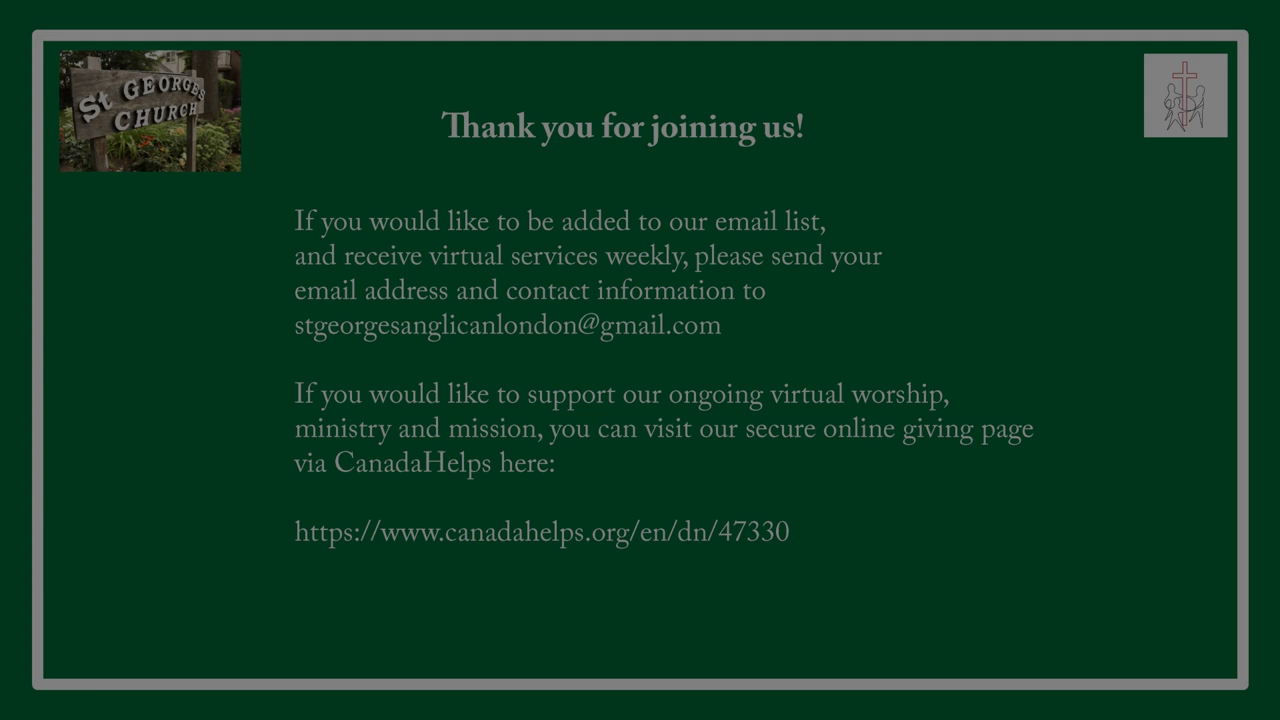 St GEORGES
CHURCH
Thank you for joining us!
If you would like to be added to our email list,
and receive virtual services weekly, please send your
email address and contact information to
stgeorgesanglicanlondon@gmail.com
If you would like to support our ongoing virtual worship,
ministry and mission, you can visit our secure online giving page
via CanadaHelps here:
https://www.canadahelps.org/en/dn/47330